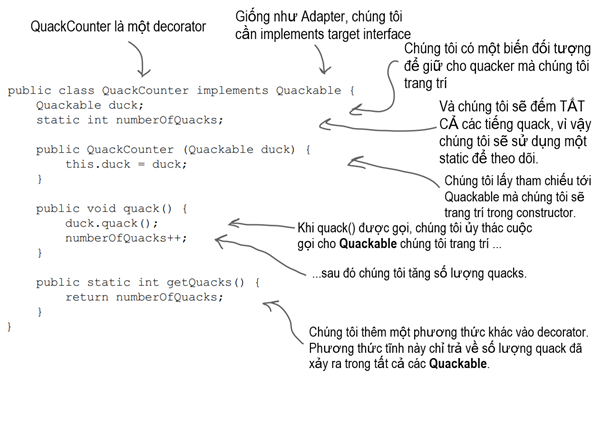 QuackCounter là một decorator
Giống như Adapter, chúng tôi
cần implements target interface
Chúng tôi có một biến đối tượng
để giữ cho quacker mà chúng tôi
trang trí
public class QuackCounter implements Quackable {
Quackable duck;
static int numberOfQuacks;
Và chúng tôi sẽ đếm TẤT
CẢ các tiếng quack, vì vậy
chúng tôi sẽ sử dụng một
static để theo dõi.
public QuackCounter (Quackable duck) {
this.duck = duck;
}
Chúng tôi lấy tham chiếu tới
Quackable mà chúng tôi sẽ
trang trí trong constructor.
public void quack() {
duck.quack();
numberOfQuacks++;
}
Khi quack() được gọi, chúng tôi ủy thác cuộc
gọi cho Quackable chúng tôi trang trí ...
...sau đó chúng tôi tăng số lượng quacks.
public static int getQuacks() {
return numberOfQuacks;
}
}
Chúng tôi thêm một phương thức khác vào decorator.
Phương thức tĩnh này chỉ trả về số lượng quack đã
xảy ra trong tất cả các Quackable.